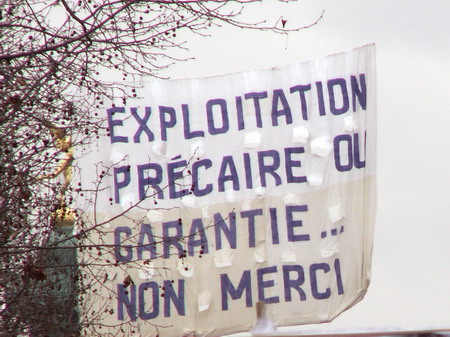 EXPLOITATION
PRÉCAIRE OU
GARANTIE...
NON MERCI